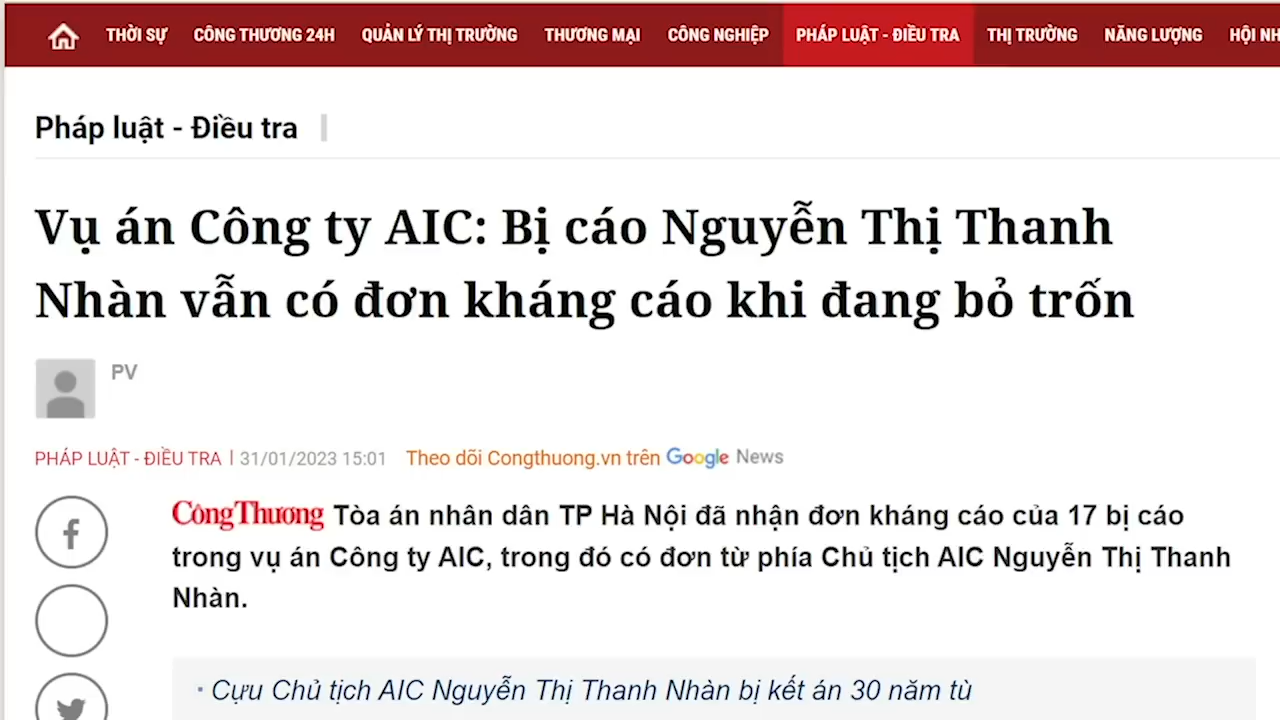 THỜI SỰ CÔNG THƯƠNG 24H QUẢN LÝ THỊ TRƯỜNG THƯƠNG MẠI CÔNG NGHIỆP PHÁP LUẬT - ĐIỀU TRA THỊ TRƯỜNG NĂNG LƯỢNG HỘI NH
Pháp luật - Điều tra
Vụ án Công ty AIC: Bị cáo Nguyễn Thị Thanh
Nhàn vẫn có đơn kháng cáo khi đang bỏ trốn
PV
PHÁP LUẬT - ĐIỀU TRA | 31/01/2023 15:01 Theo dõi Congthuong.vn trên Google News
Công Thương Tòa án nhân dân TP Hà Nội đã nhận đơn kháng cáo của 17 bị cáo
trong vụ án Công ty AIC, trong đó có đơn từ phía Chủ tịch AIC Nguyễn Thị Thanh
Nhàn.
Cựu Chủ tịch AIC Nguyễn Thị Thanh Nhàn bị kết án 30 năm tù